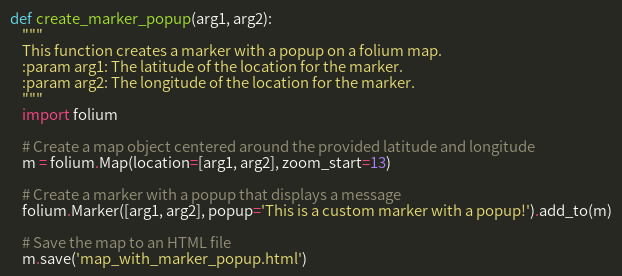 def create_marker_popup(arg1, arg2):
"""
This function creates a marker with a popup on a folium map.
:param arg1: The latitude of the location for the marker.
:param arg2: The longitude of the location for the marker.
"""
import folium
# Create a map object centered around the provided latitude and longitude
m = folium.Map(location=[arg1, arg2], zoom_start=13)
# Create a marker with a popup that displays a message
folium.Marker([arg1, arg2], popup='This is a custom marker with a popup!').add_to(m)
# Save the map to an HTML file
m.save('map_with_marker_popup.html')